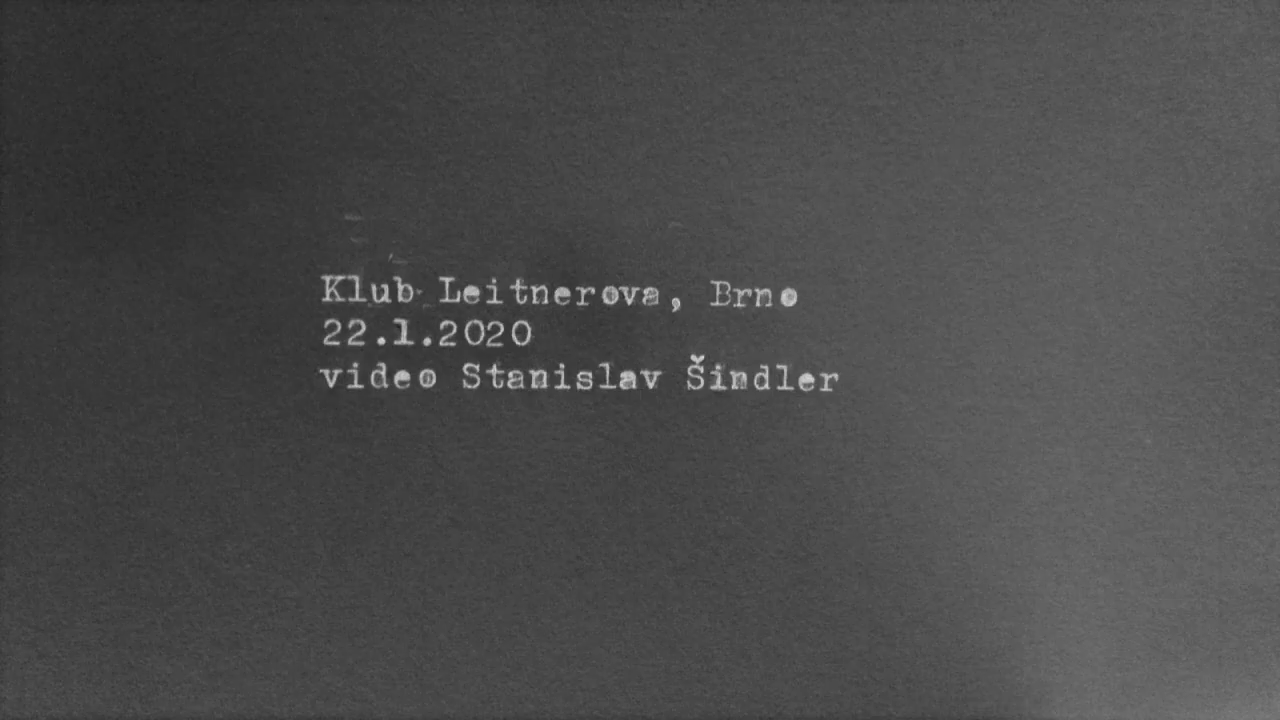 Klub Leitnerova, Brno
22.1.2020
video Stanislav Šindler